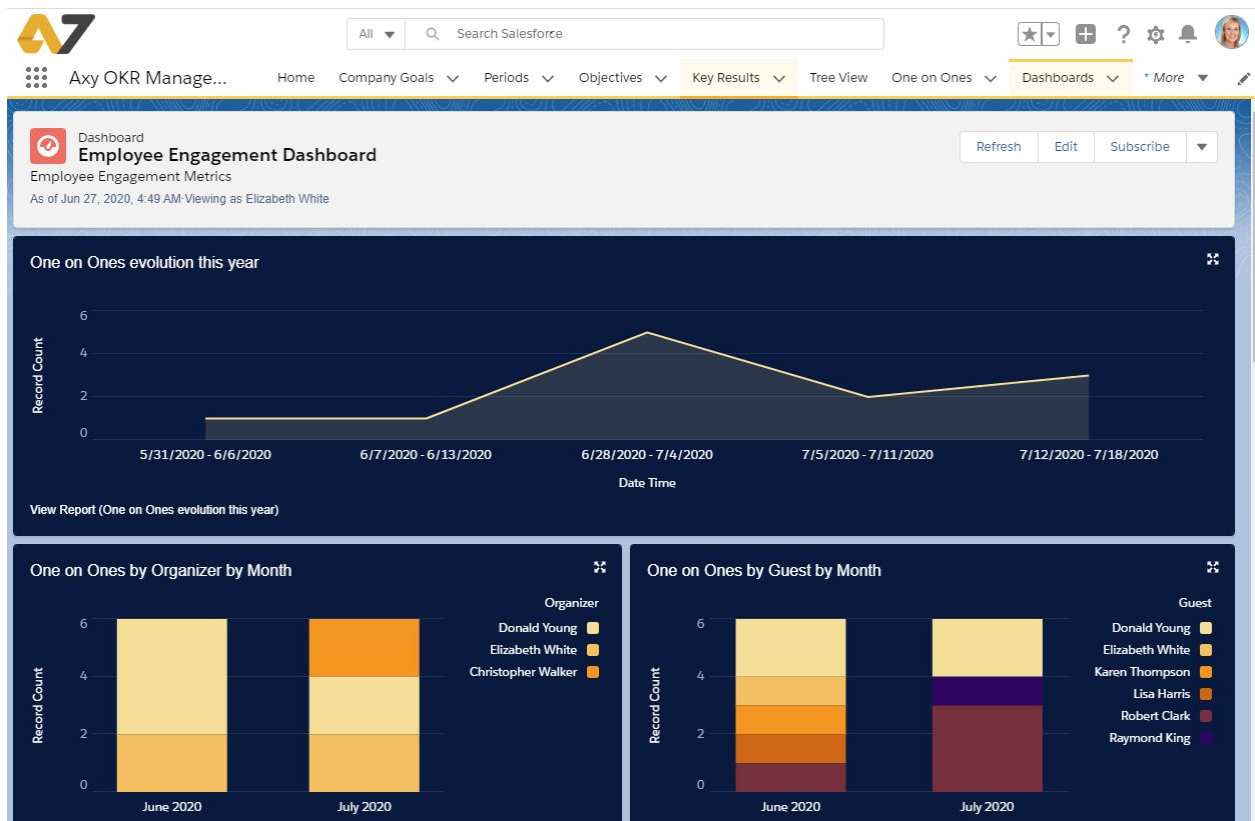 A7
All Search Salesforce
Axy OKR Manage... Home Company Goals Periods Objectives Key Results Tree View One on Ones Dashboards * More
Dashboard
Employee Engagement Dashboard
Employee Engagement Metrics
As of Jun 27, 2020, 4:49 AM·Viewing as Elizabeth White
Refresh Edit Subscribe
One on Ones evolution this year
Record Count
6
4
2
0
5/31/2020 - 6/6/2020 6/7/2020 - 6/13/2020 6/28/2020 - 7/4/2020 7/5/2020 - 7/11/2020 7/12/2020 - 7/18/2020
Date Time
View Report (One on Ones evolution this year)
One on Ones by Organizer by Month
Record Count
6
4
2
0
June 2020 July 2020
Organizer
Donald Young
Elizabeth White
Christopher Walker
One on Ones by Guest by Month
Record Count
6
4
2
0
June 2020 July 2020
Guest
Donald Young
Elizabeth White
Karen Thompson
Lisa Harris
Robert Clark
Raymond King